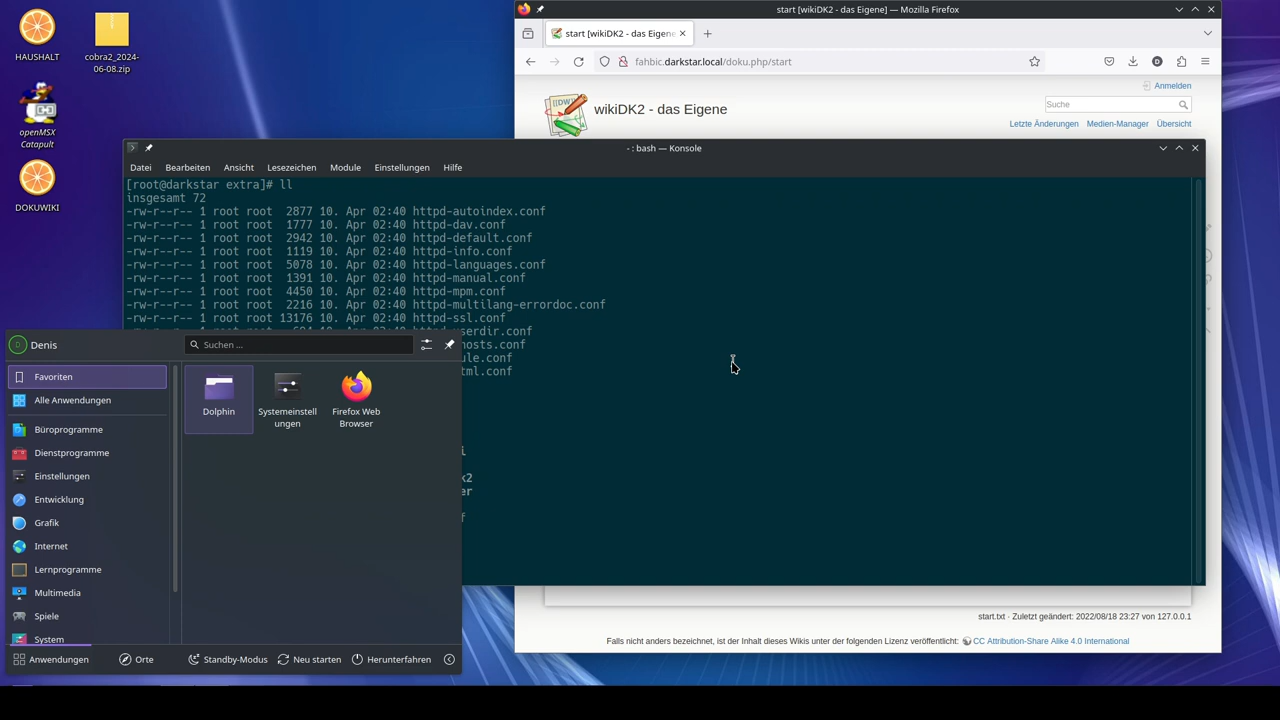 HAUSHALT
cobra2_2024-
06-08.zip
openMSX
Catapult
DOKUWIKI
start [wikiDK2 - das Eigene] — Mozilla Firefox
start [wikiDK2 - das Eigene
fahbic.darkstar.local/doku.php/start
Anmelden
wikiDK2 - das Eigene
Suche
Letzte Änderungen Medien-Manager Übersicht
- : bash — Konsole
Datei Bearbeiten Ansicht Lesezeichen Module Einstellungen Hilfe
[root@darkstar extra]# ll
insgesamt 72
-rw-r--r-- 1 root root  2877 10. Apr 02:40 httpd-autoindex.conf
-rw-r--r-- 1 root root  1777 10. Apr 02:40 httpd-dav.conf
-rw-r--r-- 1 root root  2942 10. Apr 02:40 httpd-default.conf
-rw-r--r-- 1 root root  1119 10. Apr 02:40 httpd-info.conf
-rw-r--r-- 1 root root  5078 10. Apr 02:40 httpd-languages.conf
-rw-r--r-- 1 root root  1391 10. Apr 02:40 httpd-manual.conf
-rw-r--r-- 1 root root  4450 10. Apr 02:40 httpd-mpm.conf
-rw-r--r-- 1 root root  2216 10. Apr 02:40 httpd-multilang-errordoc.conf
-rw-r--r-- 1 root root 13176 10. Apr 02:40 httpd-ssl.conf
serdir.conf
hosts.conf
ule.conf
tml.conf
i
k2
er
f
Denis
Suchen ...
Favoriten
Alle Anwendungen
Büroprogramme
Dienstprogramme
Einstellungen
Entwicklung
Grafik
Internet
Lernprogramme
Multimedia
Spiele
System
Dolphin
Systemeinstell
ungen
Firefox Web
Browser
Anwendungen Orte Standby-Modus Neu starten Herunterfahren
start.txt · Zuletzt geändert: 2022/08/18 23:27 von 127.0.0.1
Falls nicht anders bezeichnet, ist der Inhalt dieses Wikis unter der folgenden Lizenz veröffentlicht: CC Attribution-Share Alike 4.0 International